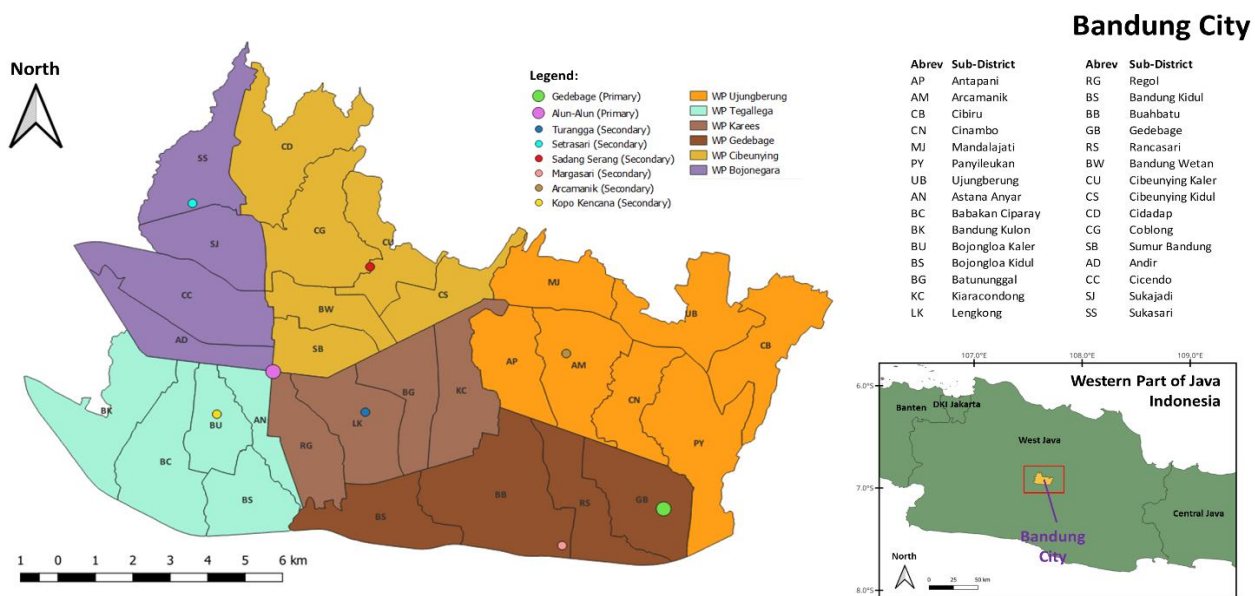 Bandung City
North
Legend:
Gedebage (Primary)
Alun-Alun (Primary)
Turangga (Secondary)
Setrasari (Secondary)
Sadang Serang (Secondary)
Margasari (Secondary)
Arcamanik (Secondary)
Kopo Kencana (Secondary)
WP Ujungberung
WP Tegallega
WP Karees
WP Gedebage
WP Cibeunying
WP Bojonegara
Abrev Sub-District
AP Antapani
AM Arcamanik
CB Cibiru
CN Cinambo
MJ Mandalajati
PY Panyileukan
UB Ujungberung
AN Astana Anyar
BC Babakan Ciparay
BK Bandung Kulon
BU Bojongloa Kaler
BS Bojongloa Kidul
BG Batununggal
KC Kiaracondong
LK Lengkong
Abrev Sub-District
RG Regol
BS Bandung Kidul
BB Buahbatu
GB Gedebage
RS Rancasari
BW Bandung Wetan
CU Cibeunying Kaler
CS Cibeunying Kidul
CD Cidadap
CG Coblong
SB Sumur Bandung
AD Andir
CC Cicendo
SJ Sukajadi
SS Sukasari
CD
SS
CG
CU
SJ
MJ
CC
CS
BW
UB
AD
SB
CB
AP
AM
BG
KC
CN
BK
BU
AN
LK
PY
RG
BC
BS
BB
RS
GB
BS
1 0 1 2 3 4 5 6 km
107.0°E 108.0°E 109.0°E
6.0°S
7.0°S
8.0°S
Western Part of Java
Indonesia
Banten
DKI Jakarta
West Java
Central Java
Bandung
City
North
0 25 50 km